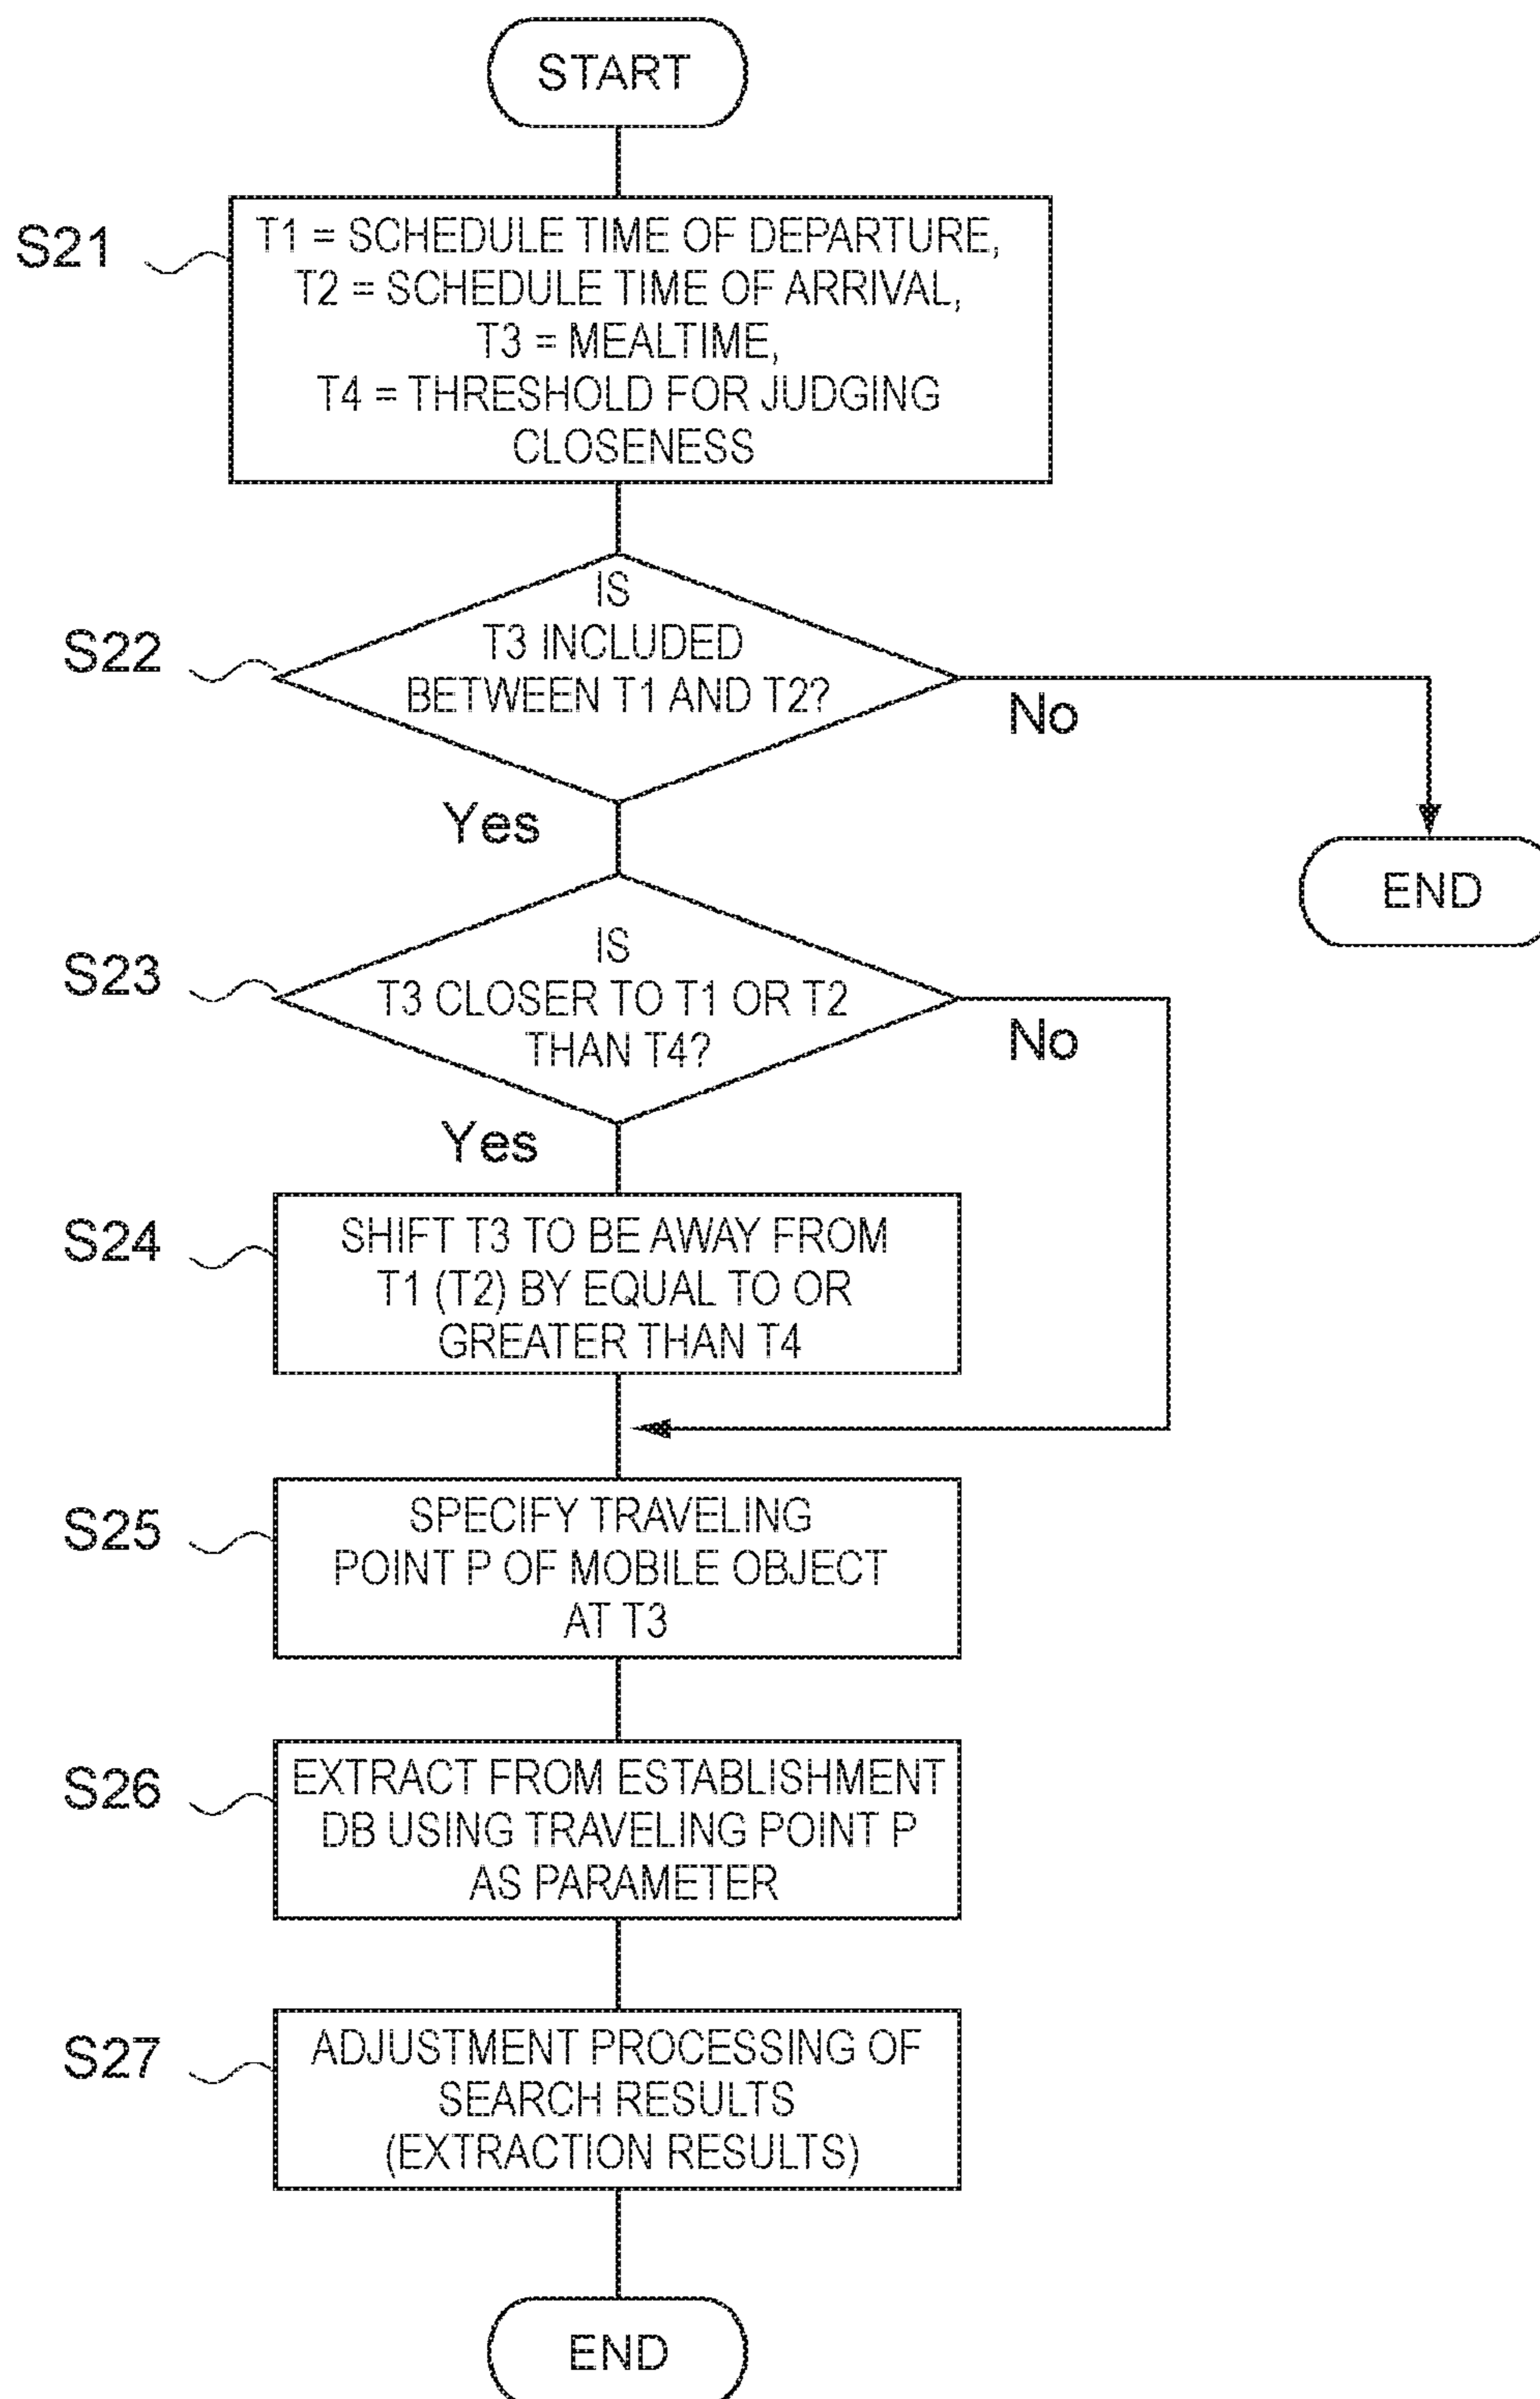 START
S21
T1 = SCHEDULE TIME OF DEPARTURE,
T2 = SCHEDULE TIME OF ARRIVAL,
T3 = MEALTIME,
T4 = THRESHOLD FOR JUDGING
CLOSENESS
S22
IS
T3 INCLUDED
BETWEEN T1 AND T2?
No
Yes
END
S23
IS
T3 CLOSER TO T1 OR T2
THAN T4?
No
Yes
S24
SHIFT T3 TO BE AWAY FROM
T1 (T2) BY EQUAL TO OR
GREATER THAN T4
S25
SPECIFY TRAVELING
POINT P OF MOBILE OBJECT
AT T3
S26
EXTRACT FROM ESTABLISHMENT
DB USING TRAVELING POINT P
AS PARAMETER
S27
ADJUSTMENT PROCESSING OF
SEARCH RESULTS
(EXTRACTION RESULTS)
END